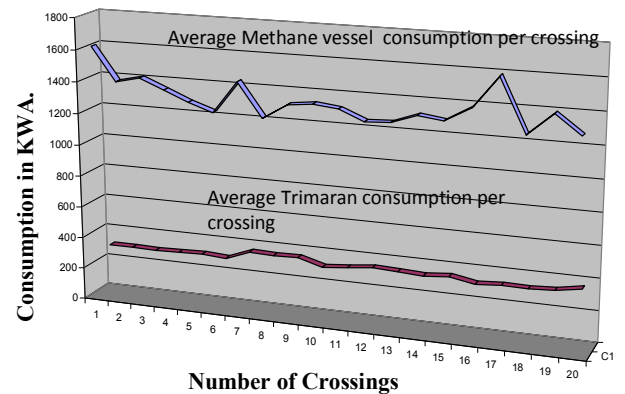 1800
1600
1400
1200
1000
800
600
400
200
0
Consumption in KWA.
Average Methane vessel consumption per crossing
Average Trimaran consumption per
crossing
1 2 3 4 5 6 7 8 9 10 11 12 13 14 15 16 17 18 19 20
C1
Number of Crossings